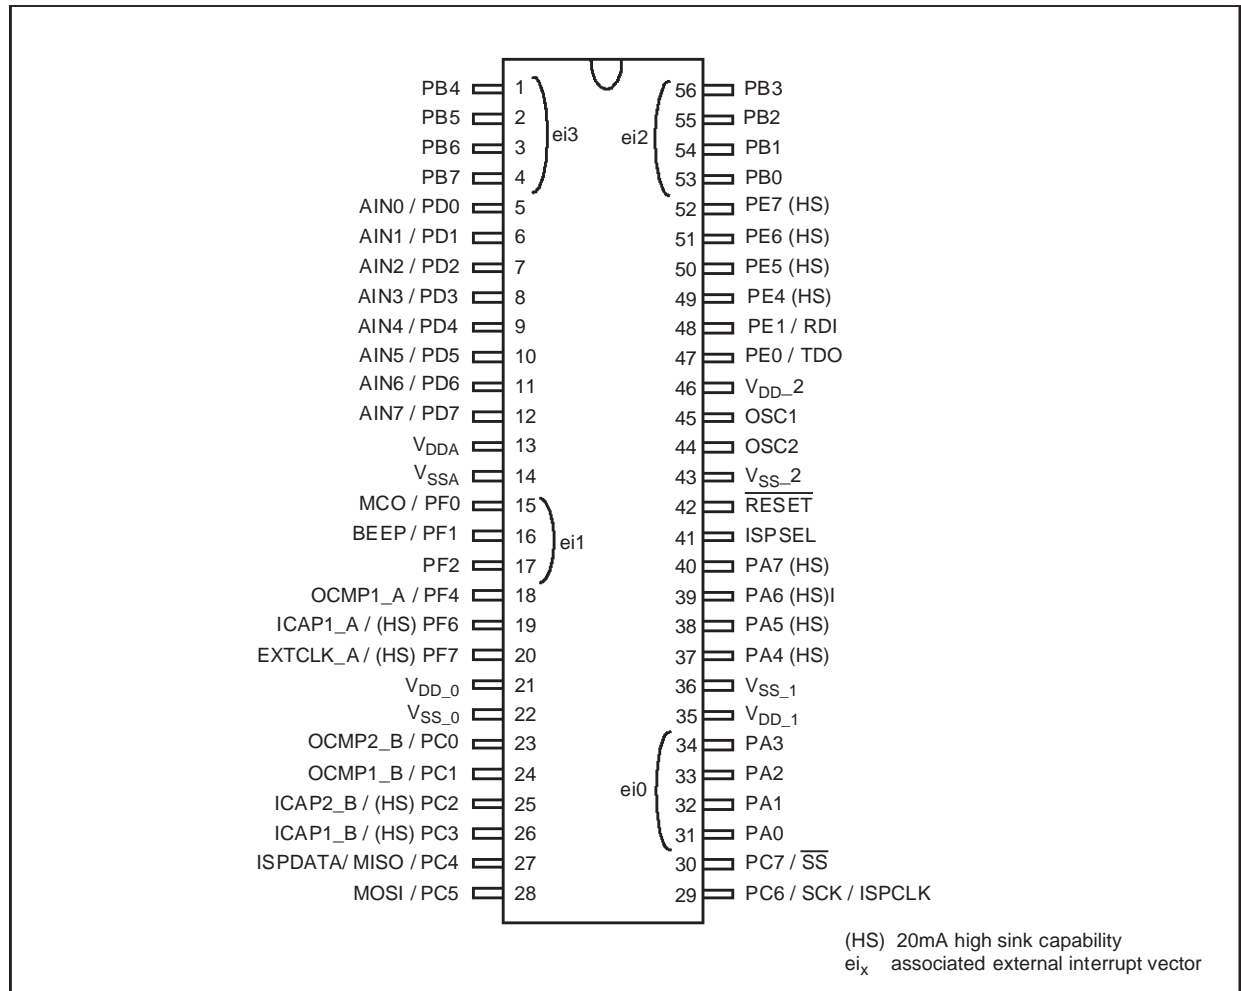 PB4 1 56 PB3
PB5 2 55 PB2
ei3 ei2
PB6 3 54 PB1
PB7 4 53 PB0
AIN0 / PD0 5 52 PE7 (HS)
AIN1 / PD1 6 51 PE6 (HS)
AIN2 / PD2 7 50 PE5 (HS)
AIN3 / PD3 8 49 PE4 (HS)
AIN4 / PD4 9 48 PE1 / RDI
AIN5 / PD5 10 47 PE0 / TDO
AIN6 / PD6 11 46 VDD_2
AIN7 / PD7 12 45 OSC1
VDDA 13 44 OSC2
VSSA 14 43 VSS_2
MCO / PF0 15 42 RESET
BEEP / PF1 16 41 ISPSEL
ei1
PF2 17 40 PA7 (HS)
OCMP1_A / PF4 18 39 PA6 (HS)I
ICAP1_A / (HS) PF6 19 38 PA5 (HS)
EXTCLK_A / (HS) PF7 20 37 PA4 (HS)
VDD_0 21 36 VSS_1
VSS_0 22 35 VDD_1
OCMP2_B / PC0 23 34 PA3
OCMP1_B / PC1 24 33 PA2
ei0
ICAP2_B / (HS) PC2 25 32 PA1
ICAP1_B / (HS) PC3 26 31 PA0
ISPDATA/ MISO / PC4 27 30 PC7 / SS
MOSI / PC5 28 29 PC6 / SCK / ISPCLK
(HS) 20mA high sink capability
eix associated external interrupt vector